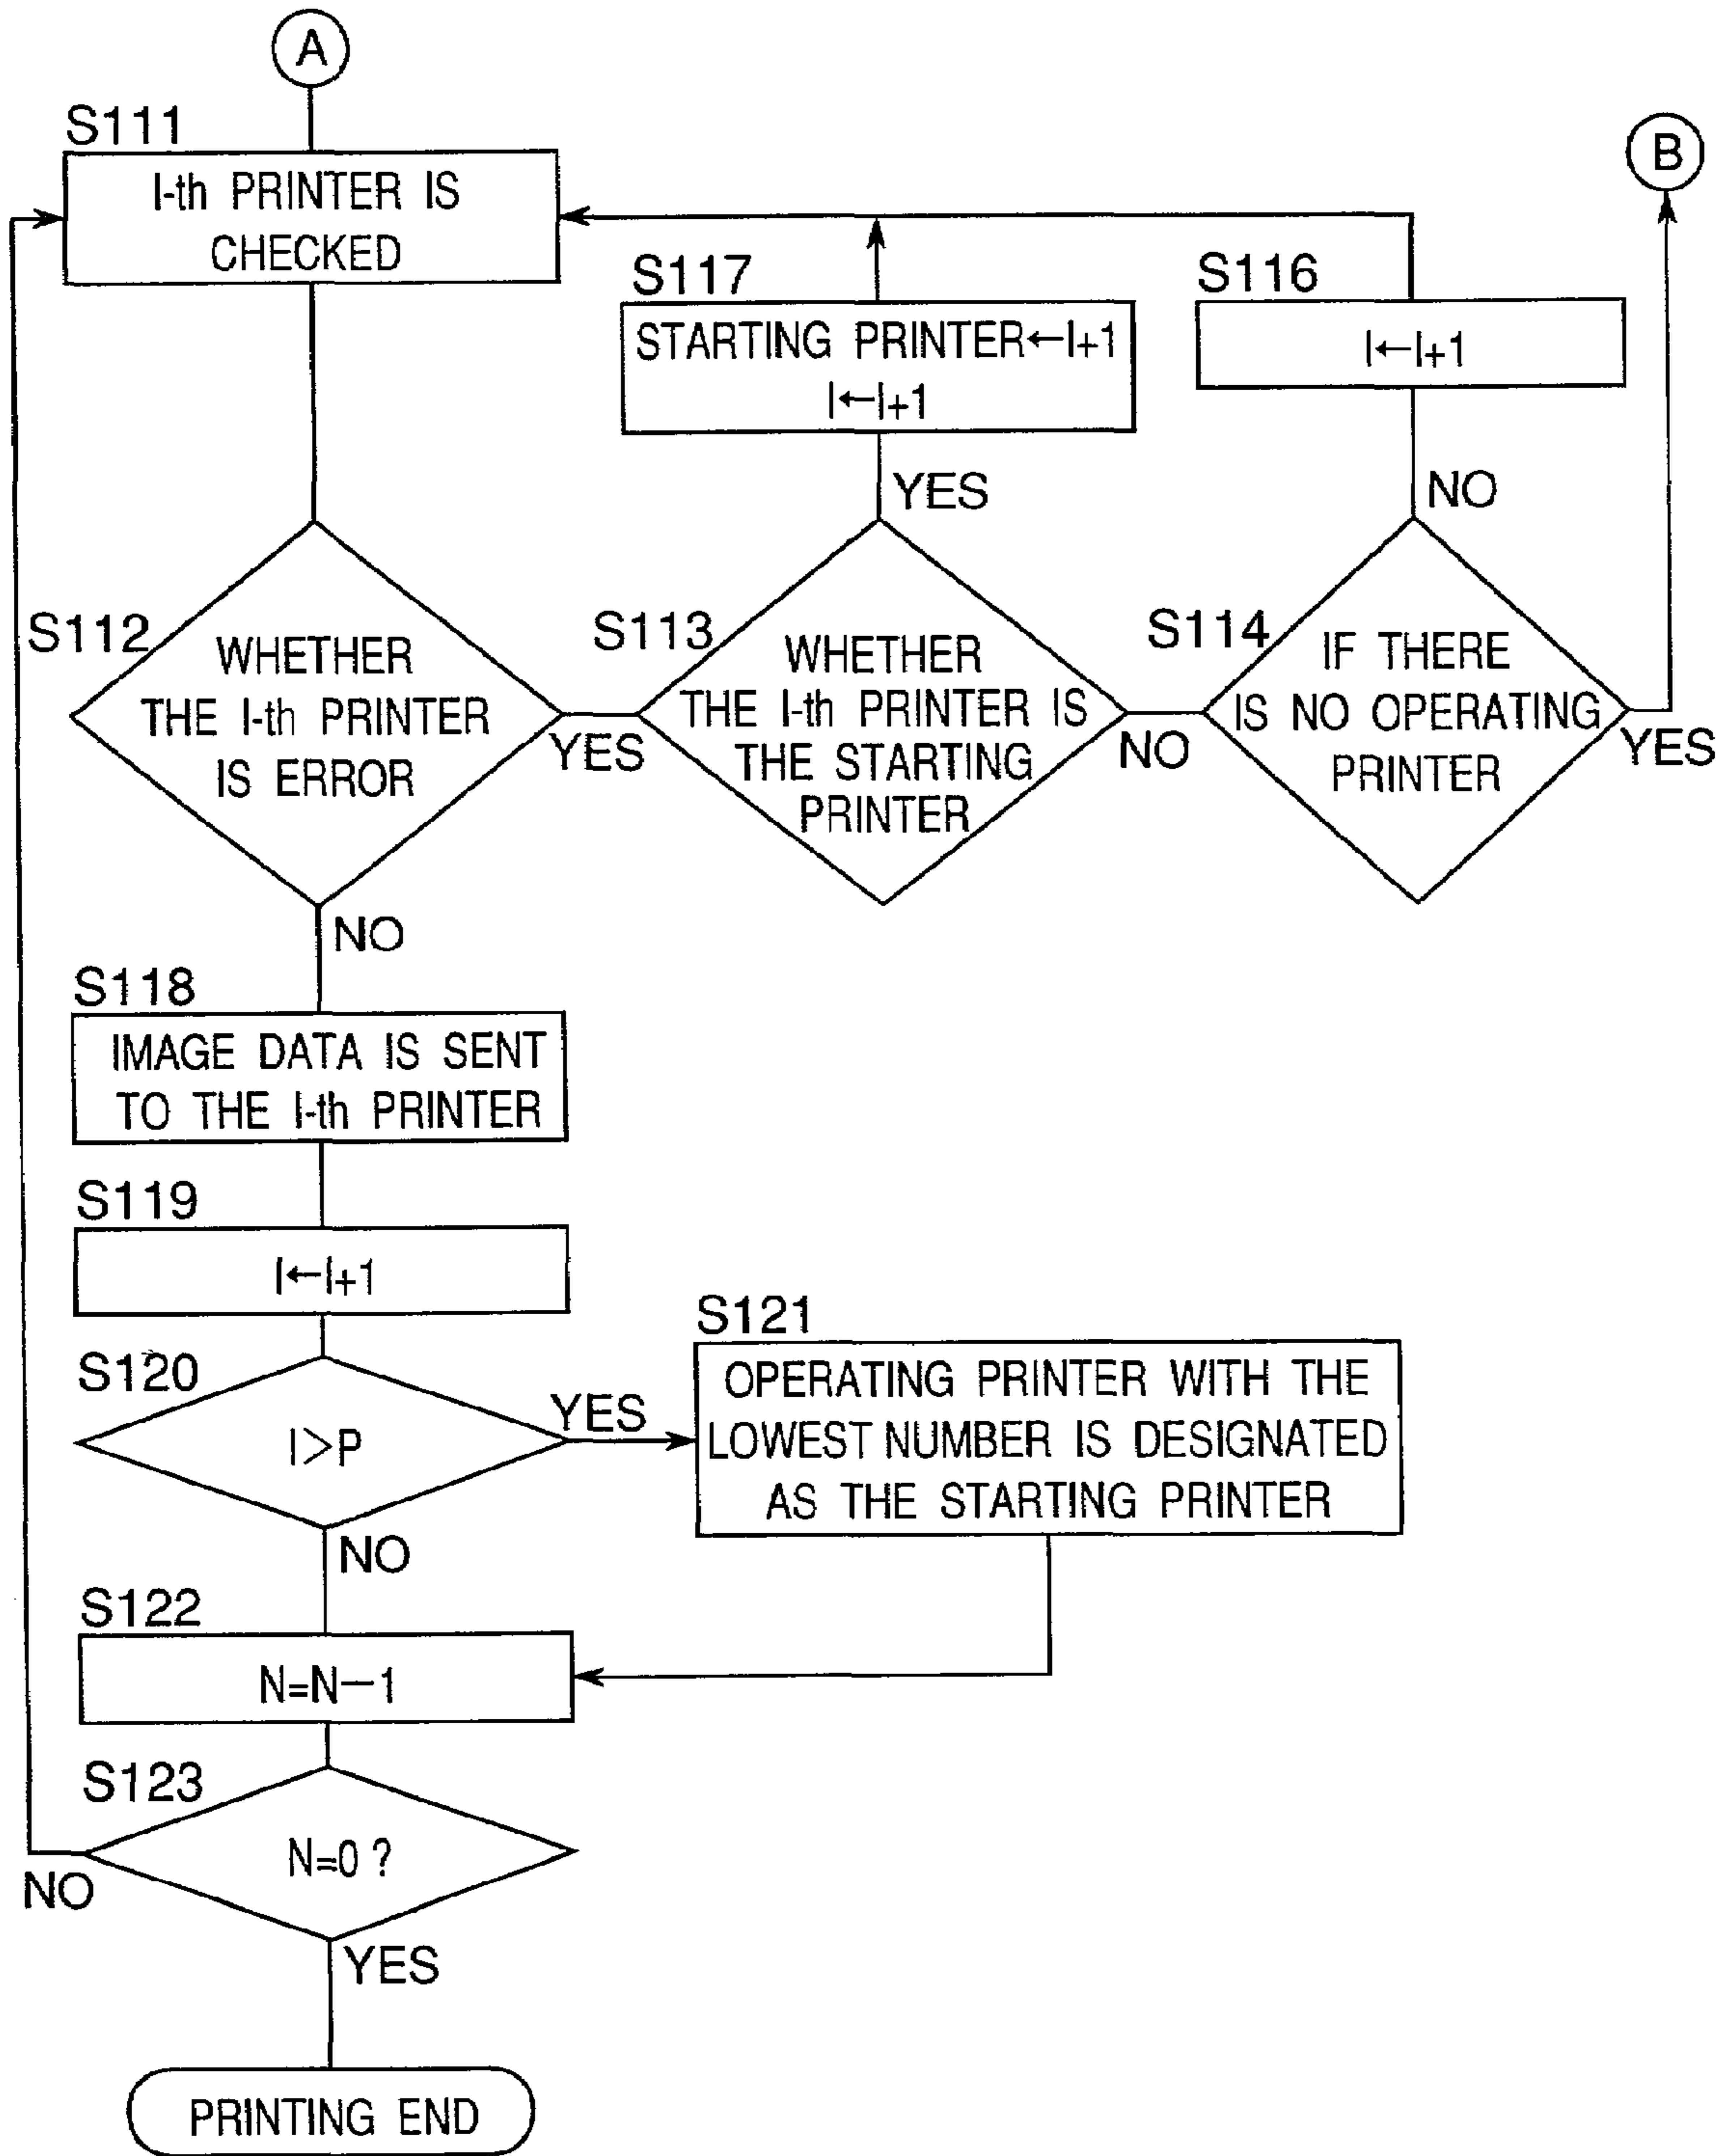 A
S111
I-th PRINTER IS
CHECKED
B
S117
STARTING PRINTER←I+1
I←I+1
S116
I←I+1
YES
NO
S112
WHETHER
THE I-th PRINTER
IS ERROR
YES
S113
WHETHER
THE I-th PRINTER IS
THE STARTING
PRINTER
NO
S114
IF THERE
IS NO OPERATING
PRINTER
YES
NO
S118
IMAGE DATA IS SENT
TO THE I-th PRINTER
S119
I←I+1
S120
I>P
YES
S121
OPERATING PRINTER WITH THE
LOWEST NUMBER IS DESIGNATED
AS THE STARTING PRINTER
NO
S122
N=N−1
S123
N=0 ?
NO
YES
PRINTING END